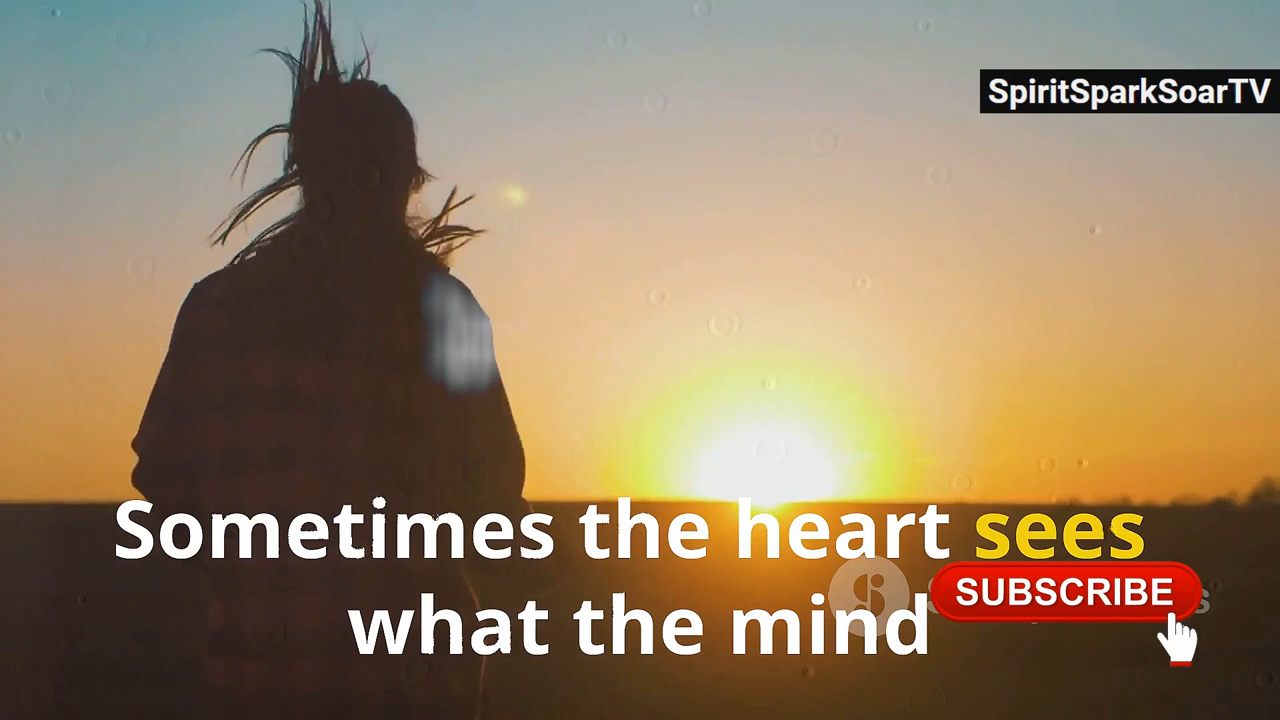 SpiritSparkSoarTV
Sometimes the heart sees
what the mind
SUBSCRIBE